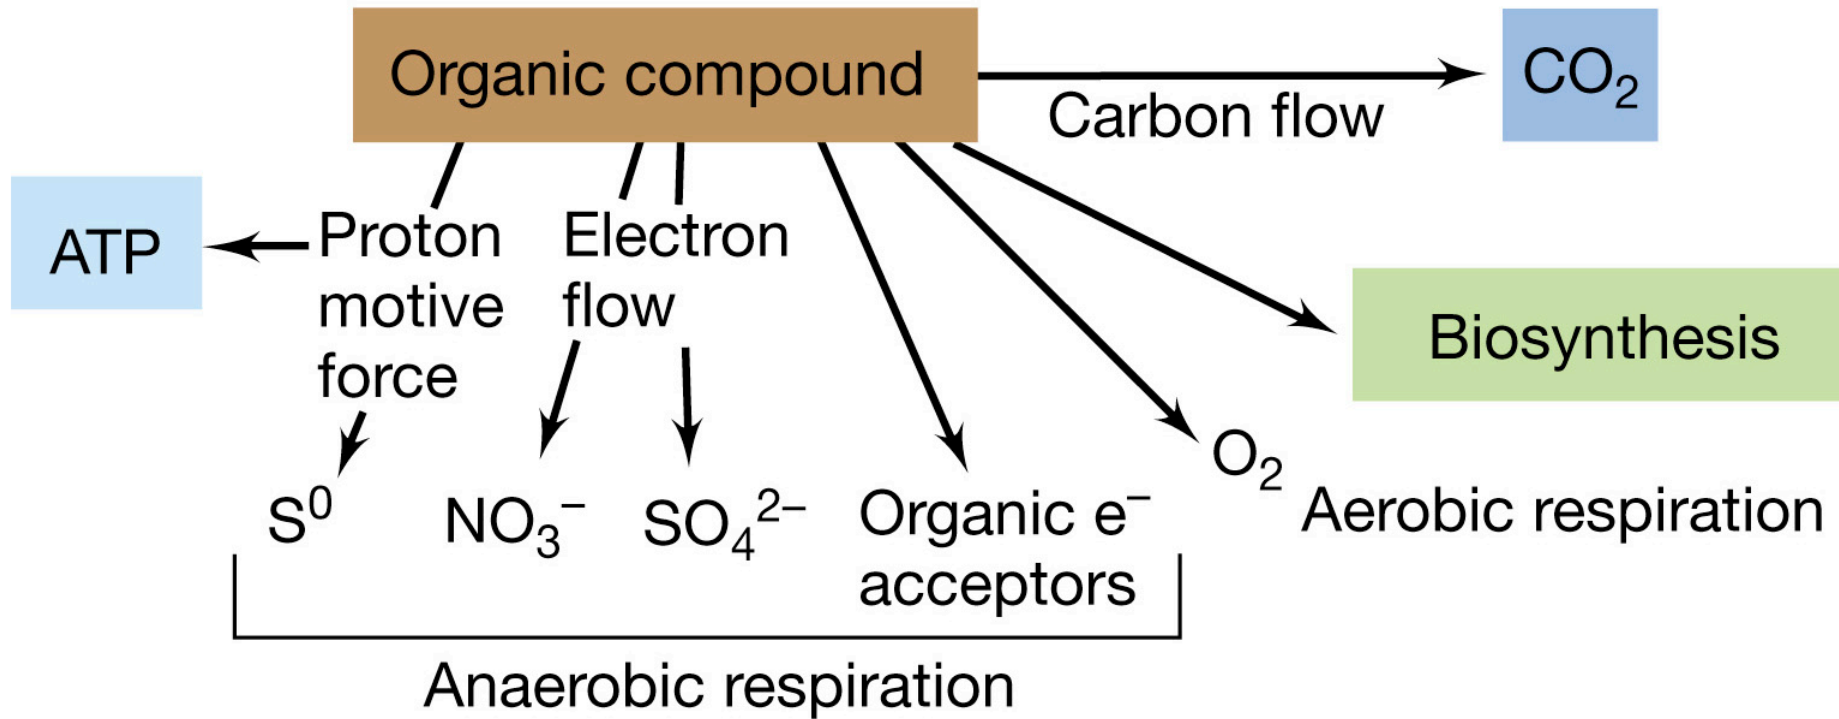 Organic compound
CO₂
Carbon flow
ATP
Proton
motive
force
Electron
flow
Biosynthesis
O₂
Aerobic respiration
S⁰
NO₃⁻
SO₄²⁻
Organic e⁻
acceptors
Anaerobic respiration